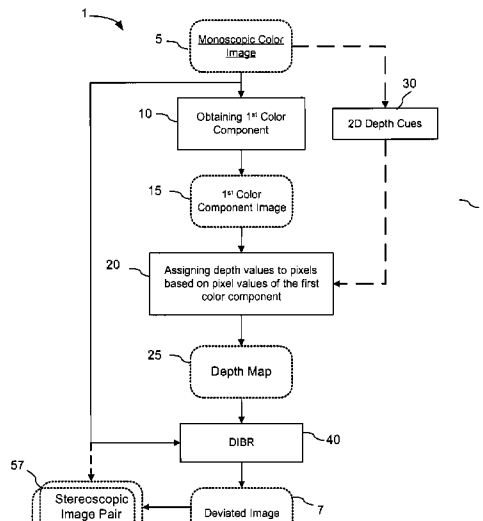 1
5
Monoscopic Color
Image
30
10
Obtaining 1st Color
Component
2D Depth Cues
15
1st Color
Component Image
20
Assigning depth values to pixels
based on pixel values of the first
color component
25
Depth Map
DIBR
40
57
Stereoscopic
Image Pair
Deviated Image
7